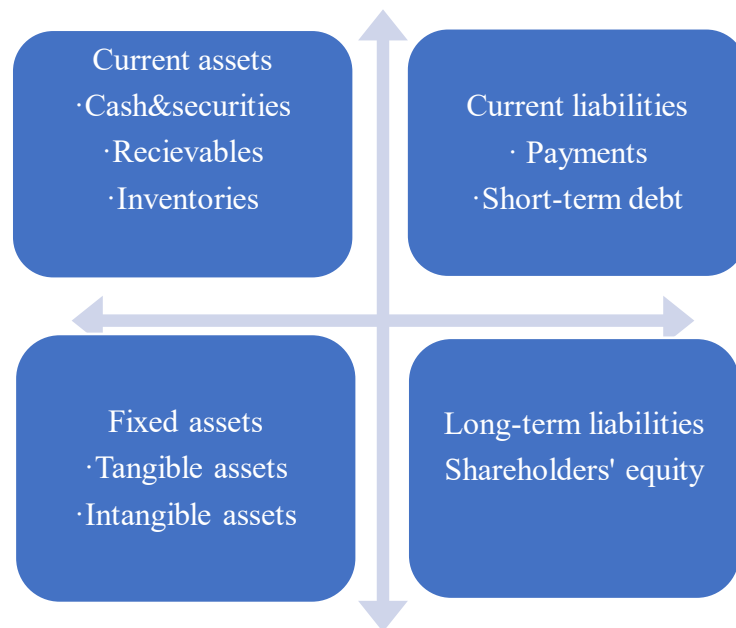 Current assets
·Cash&securities
·Recievables
·Inventories
Current liabilities
· Payments
·Short-term debt
Fixed assets
·Tangible assets
·Intangible assets
Long-term liabilities
Shareholders' equity